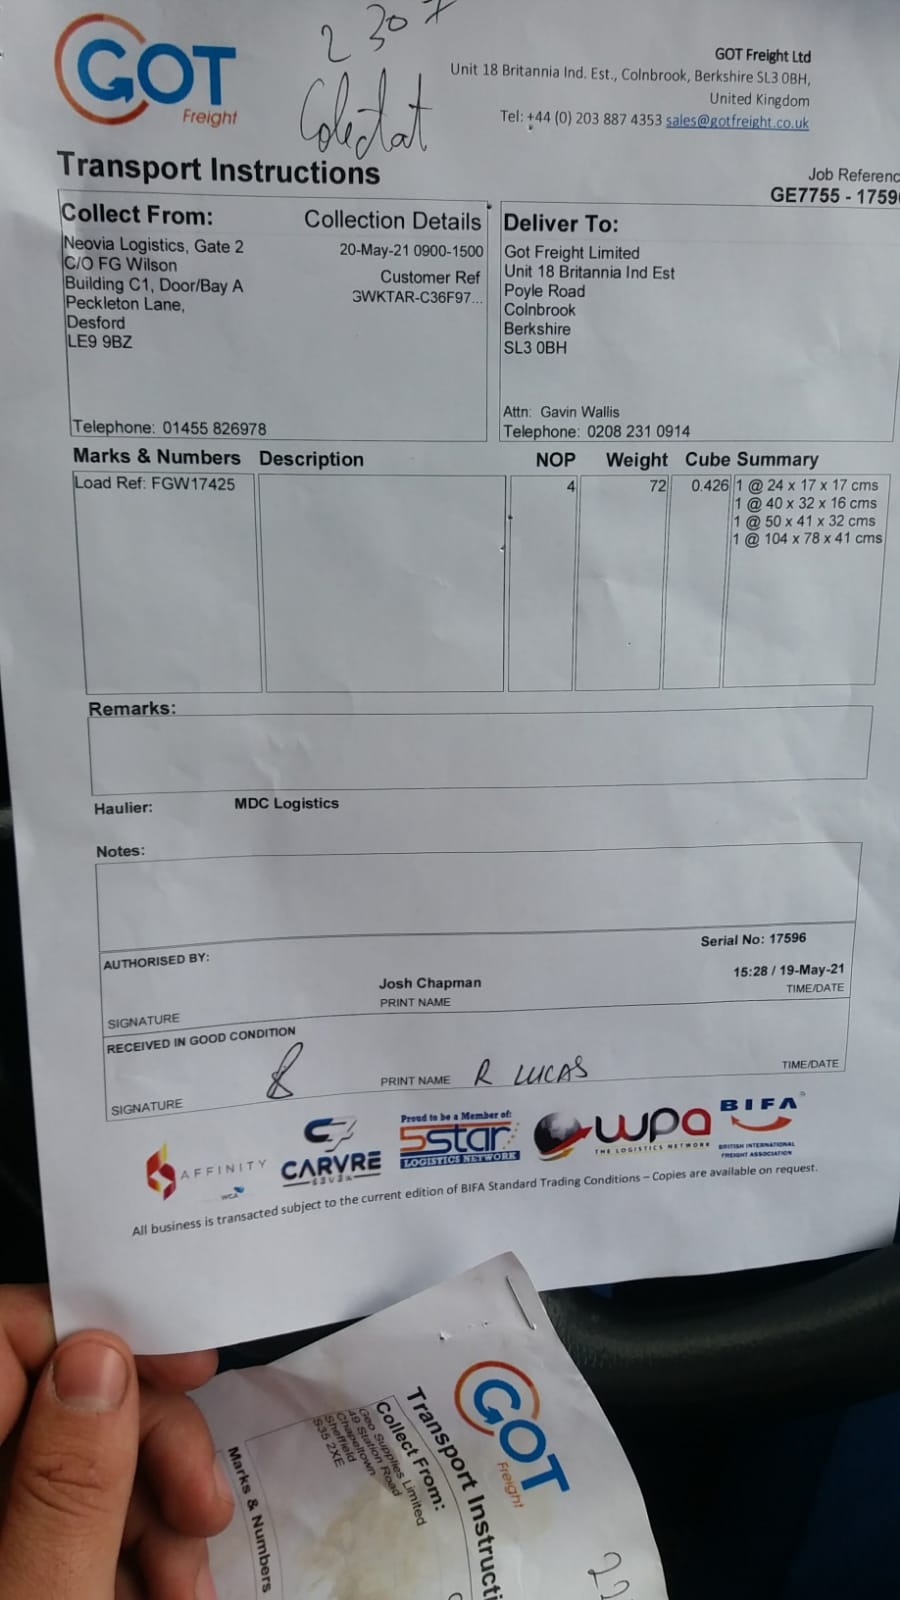 2 307
Colectat
GOT
Freight
GOT Freight Ltd
Unit 18 Britannia Ind. Est., Colnbrook, Berkshire SL3 0BH,
United Kingdom
Tel: +44 (0) 203 887 4353 sales@gotfreight.co.uk
Transport Instructions
Job Referenc
GE7755 - 1759
Collect From:
Collection Details
Neovia Logistics, Gate 2
20-May-21 0900-1500
C/O FG Wilson
Customer Ref
Building C1, Door/Bay A
GWKTAR-C36F97...
Peckleton Lane,
Desford
LE9 9BZ
Telephone: 01455 826978
Deliver To:
Got Freight Limited
Unit 18 Britannia Ind Est
Poyle Road
Colnbrook
Berkshire
SL3 0BH
Attn: Gavin Wallis
Telephone: 0208 231 0914
Marks & Numbers Description NOP Weight Cube Summary
Load Ref: FGW17425 4 72 0.426 1 @ 24 x 17 x 17 cms
1 @ 40 x 32 x 16 cms
1 @ 50 x 41 x 32 cms
1 @ 104 x 78 x 41 cms
Remarks:
Haulier: MDC Logistics
Notes:
Serial No: 17596
AUTHORISED BY:
Josh Chapman
15:28 / 19-May-21
SIGNATURE
PRINT NAME
TIME/DATE
RECEIVED IN GOOD CONDITION
SIGNATURE
PRINT NAME R LUCAS
TIME/DATE
AFFINITY
WCA
CARVRE
SEVEN
Proud to be a Member of:
5star
LOGISTICS NETWORK
wpa
THE LOGISTICS NETWORK
BIFA
BRITISH INTERNATIONAL
FREIGHT ASSOCIATION
All business is transacted subject to the current edition of BIFA Standard Trading Conditions – Copies are available on request.
GOT
Freight
Transport Instructi
Collect From:
Geo Supplies Limited
49 Station Road
Chapeltown
Sheffield
S35 2XE
Marks & Numbers